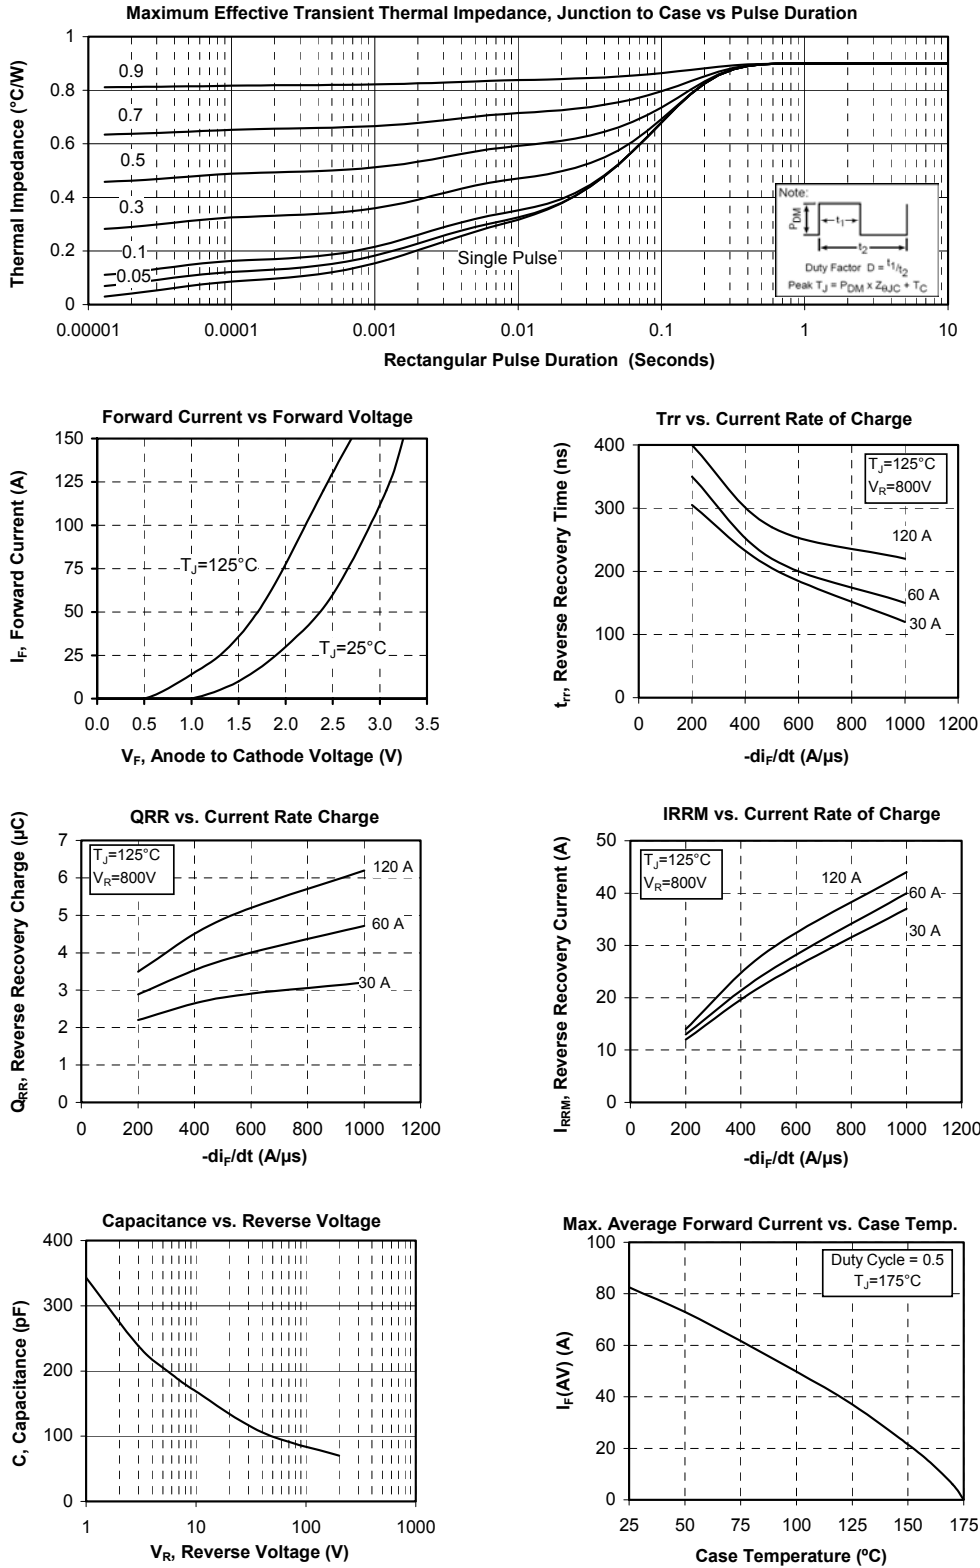 Maximum Effective Transient Thermal Impedance, Junction to Case vs Pulse Duration
Thermal Impedance (°C/W)
1
0.8
0.6
0.4
0.2
0
0.9
0.7
0.5
0.3
0.1
0.05
Single Pulse
Note:
PDM
t1
t2
Duty Factor D = t1/t2
Peak TJ = PDM x ZθJC + TC
0.00001 0.0001 0.001 0.01 0.1 1 10
Rectangular Pulse Duration (Seconds)
Forward Current vs Forward Voltage
IF, Forward Current (A)
150
125
100
75
50
25
0
TJ=125°C
TJ=25°C
0.0 0.5 1.0 1.5 2.0 2.5 3.0 3.5
VF, Anode to Cathode Voltage (V)
Trr vs. Current Rate of Charge
trr, Reverse Recovery Time (ns)
400
300
200
100
0
TJ=125°C
VR=800V
120 A
60 A
30 A
0 200 400 600 800 1000 1200
-diF/dt (A/µs)
QRR vs. Current Rate Charge
QRR, Reverse Recovery Charge (µC)
7
6
5
4
3
2
1
0
TJ=125°C
VR=800V
120 A
60 A
30 A
0 200 400 600 800 1000 1200
-diF/dt (A/µs)
IRRM vs. Current Rate of Charge
IRRM, Reverse Recovery Current (A)
50
40
30
20
10
0
TJ=125°C
VR=800V
120 A
60 A
30 A
0 200 400 600 800 1000 1200
-diF/dt (A/µs)
Capacitance vs. Reverse Voltage
C, Capacitance (pF)
400
300
200
100
0
1 10 100 1000
VR, Reverse Voltage (V)
Max. Average Forward Current vs. Case Temp.
IF(AV) (A)
100
80
60
40
20
0
Duty Cycle = 0.5
TJ=175°C
25 50 75 100 125 150 175
Case Temperature (ºC)